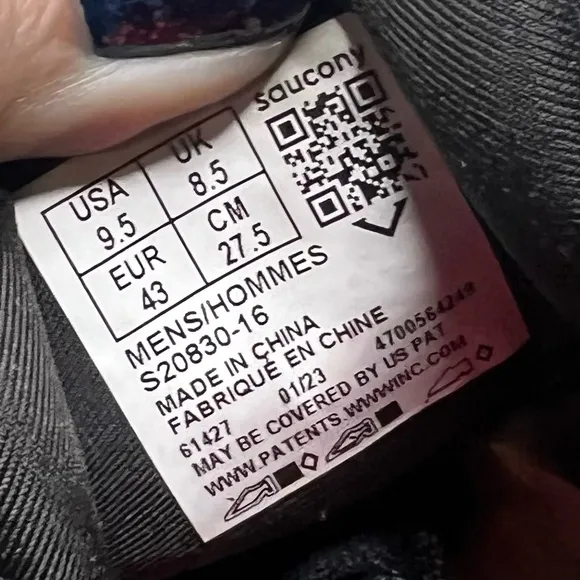 saucony
USA UK
9.5 8.5
EUR CM
43 27.5
MENS/HOMMES
S20830-16
MADE IN CHINA
FABRIQUÉ EN CHINE
61427 01/23 4700564249
MAY BE COVERED BY US PAT
WWW.PATENTS.WWWINC.COM